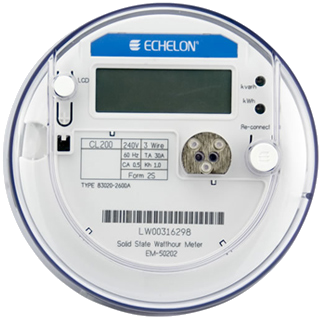 ECHELON®
LCD
kvarh
kWh
Re-connect
CL200 240V 3 Wire
60 Hz TA 30A
CA 0.5 Kh 1.0
Form 2S
TYPE 83020-2600A
LW00316298
Solid State Watthour Meter
EM-50202